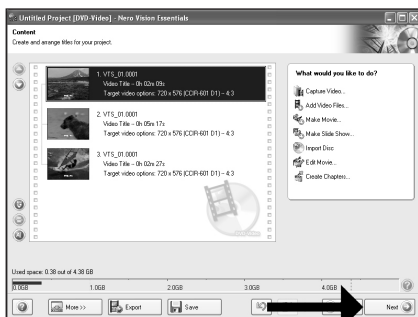 Untitled Project [DVD-Video] - Nero Vision Essentials
Content
Create and arrange titles for your project.
1. VTS_01.0001
Video Title – 0h 02m 09s
Target video options: 720 x 576 (CCIR-601 D1) – 4:3
2. VTS_01.0001
Video Title – 0h 05m 17s
Target video options: 720 x 576 (CCIR-601 D1) – 4:3
3. VTS_01.0001
Video Title – 0h 02m 27s
Target video options: 720 x 576 (CCIR-601 D1) – 4:3
What would you like to do?
Capture Video...
Add Video Files...
Make Movie...
Make Slide Show...
Import Disc
Edit Movie...
Create Chapters...
Used space: 0.38 out of 4.38 GB
0.0GB 1.0GB 2.0GB 3.0GB 4.0GB
More >> Export Save Next